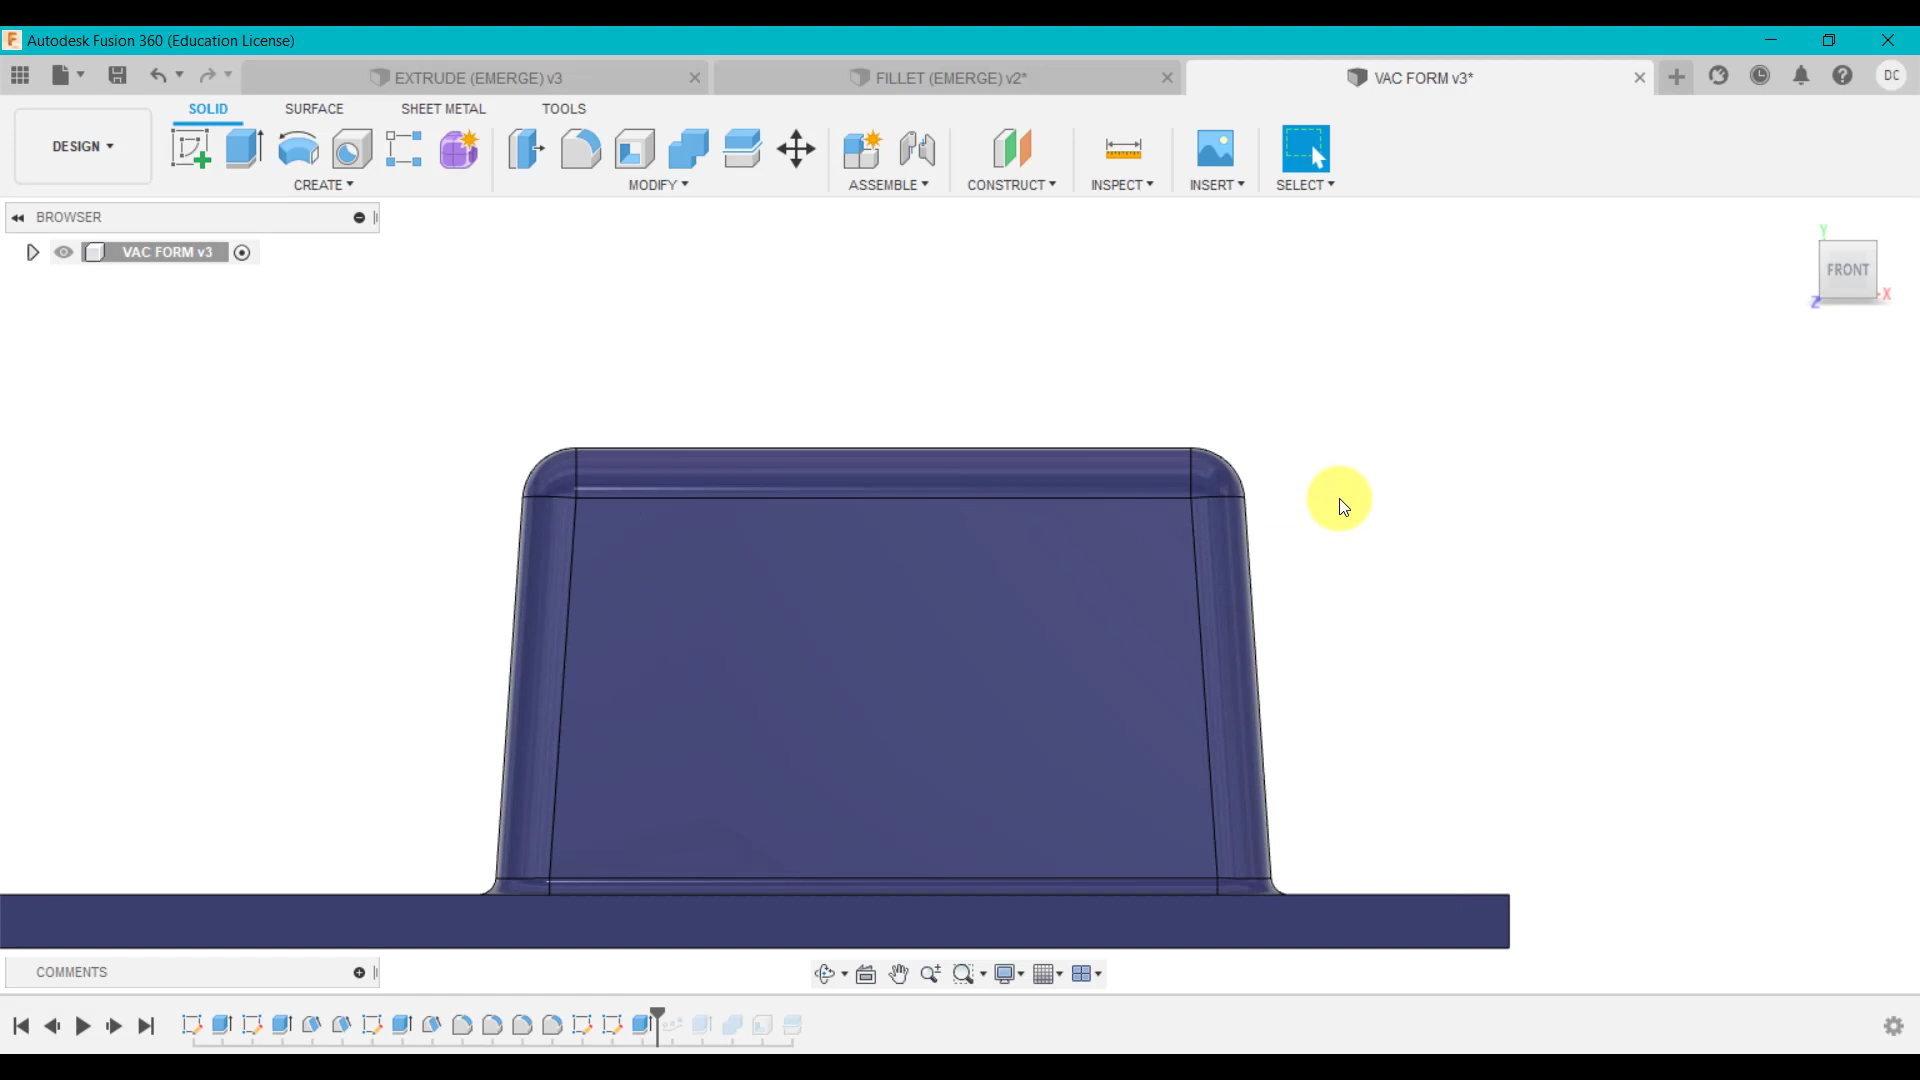 Autodesk Fusion 360 (Education License)
EXTRUDE (EMERGE) v3
FILLET (EMERGE) v2*
VAC FORM v3*
DC
DESIGN
SOLID
SURFACE
SHEET METAL
TOOLS
CREATE
MODIFY
ASSEMBLE
CONSTRUCT
INSPECT
INSERT
SELECT
BROWSER
VAC FORM v3
Y
FRONT
Z
X
COMMENTS